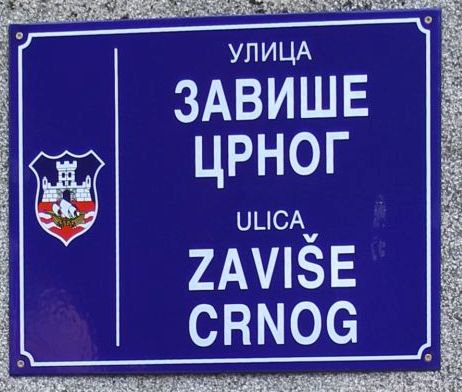 УЛИЦА
ЗАВИШЕ
ЦРНОГ
ULICA
ZAVIŠE
CRNOG